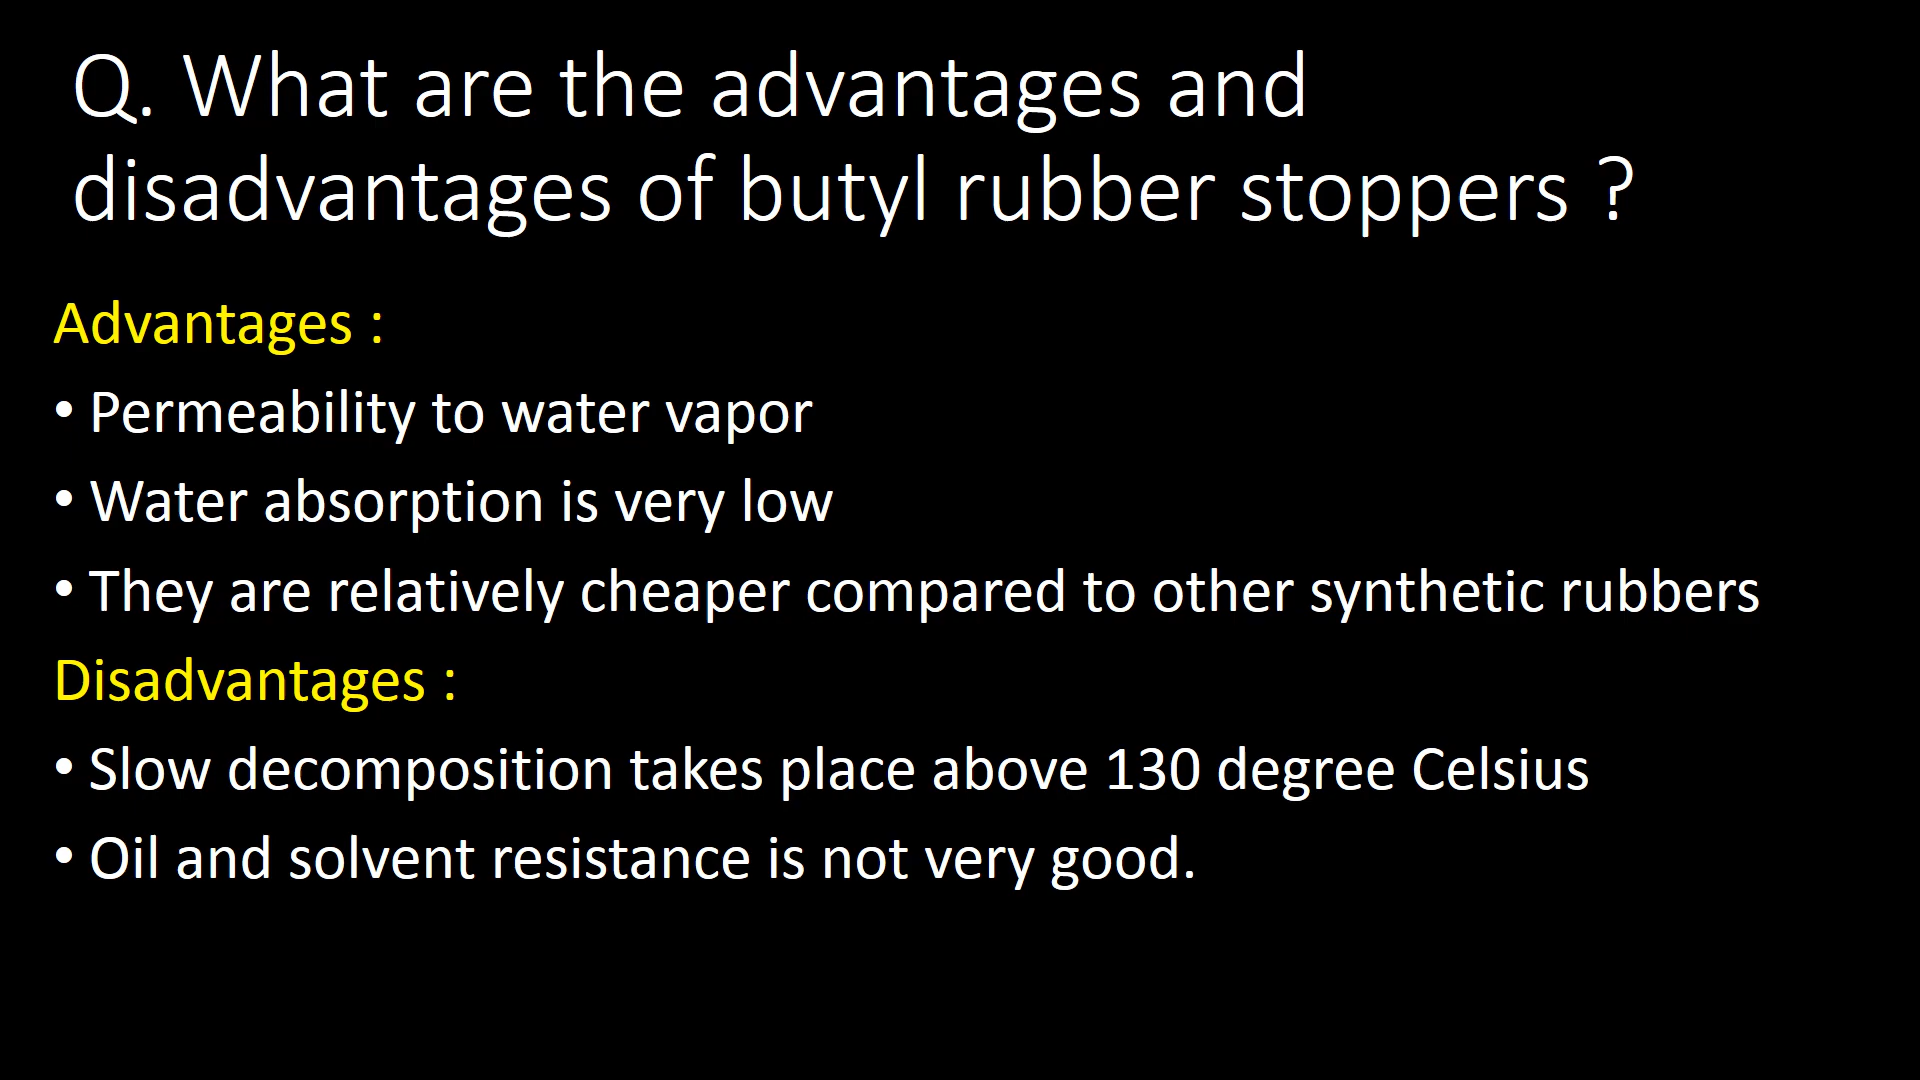 Q. What are the advantages and
disadvantages of butyl rubber stoppers ?
Advantages :
• Permeability to water vapor
• Water absorption is very low
• They are relatively cheaper compared to other synthetic rubbers
Disadvantages :
• Slow decomposition takes place above 130 degree Celsius
• Oil and solvent resistance is not very good.